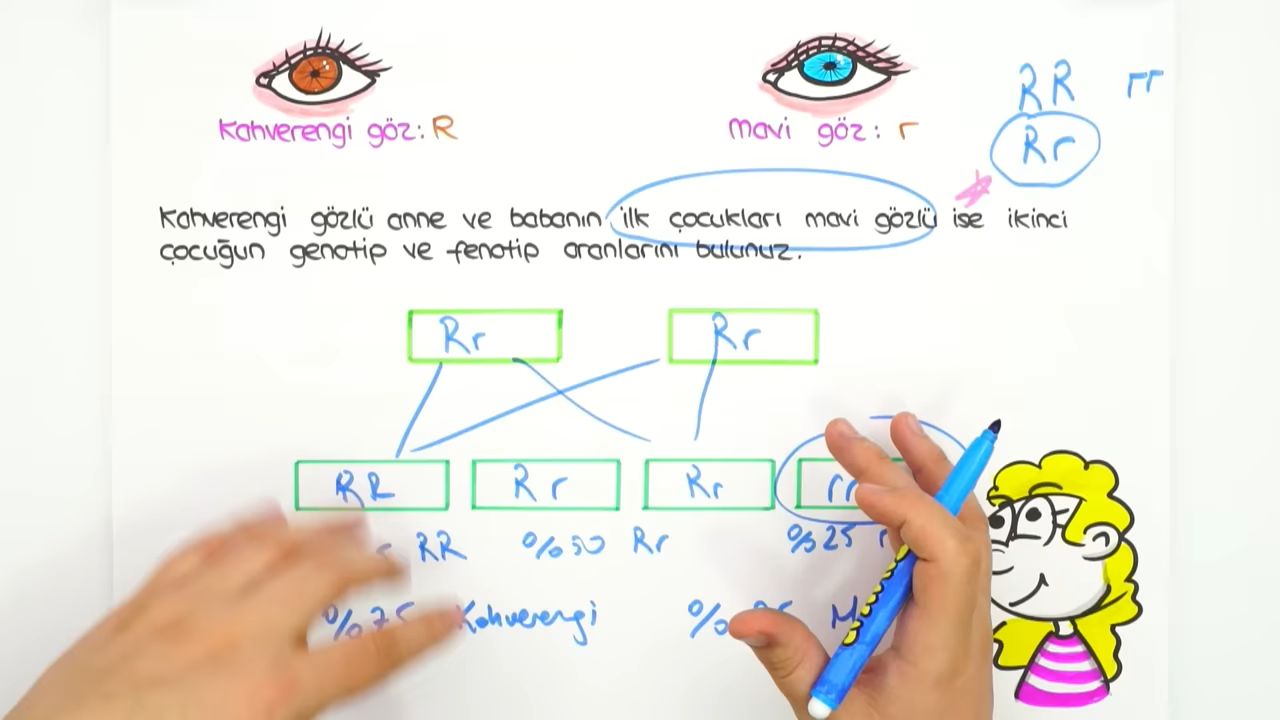 RR rr
Kahverengi göz: R
mavi göz: r
Rr
Kahverengi gözlü anne ve babanın ilk çocukları mavi gözlü ise ikinci
çocuğun genotip ve fenotip oranlarını bulunuz.
Rr Rr
RR Rr Rr rr
RR %50 Rr %25
%75 Kahverengi